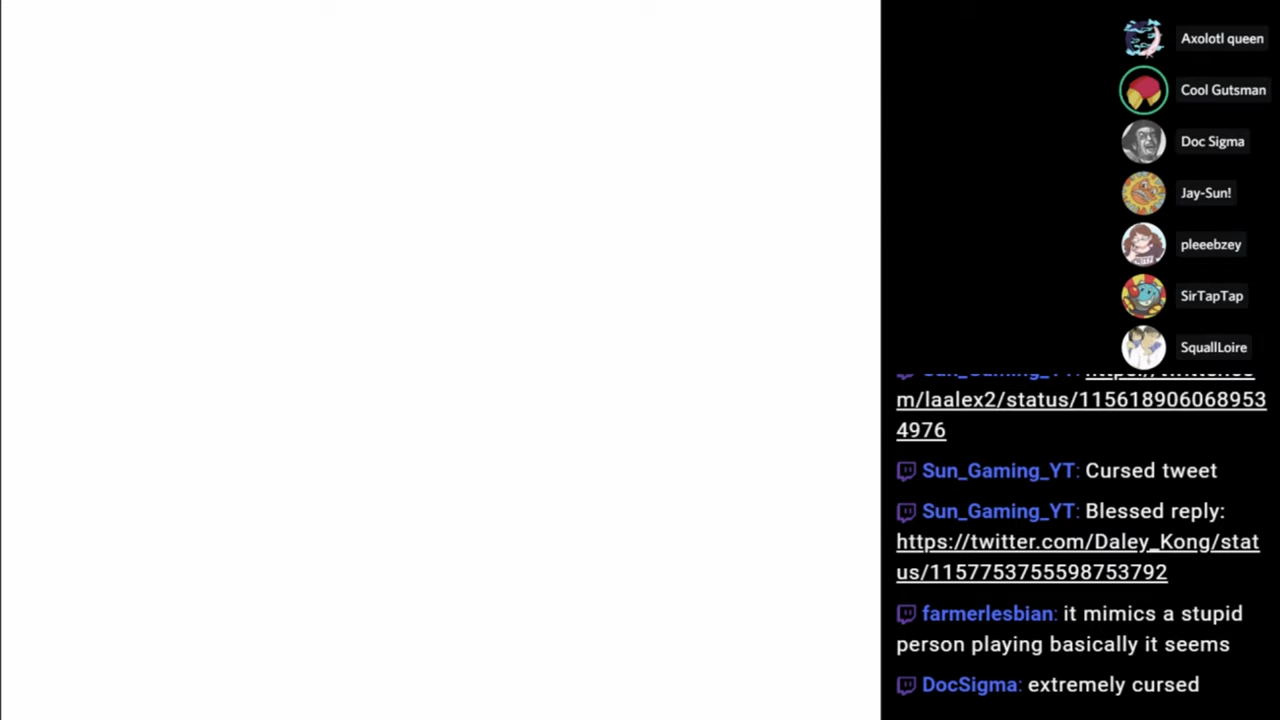 Axolotl queen
Cool Gutsman
Doc Sigma
Jay-Sun!
pleeebzey
SirTapTap
SquallLoire
m/laalex2/status/115618906068953
4976
Sun_Gaming_YT: Cursed tweet
Sun_Gaming_YT: Blessed reply:
https://twitter.com/Daley_Kong/stat
us/1157753755598753792
farmerlesbian: it mimics a stupid
person playing basically it seems
DocSigma: extremely cursed